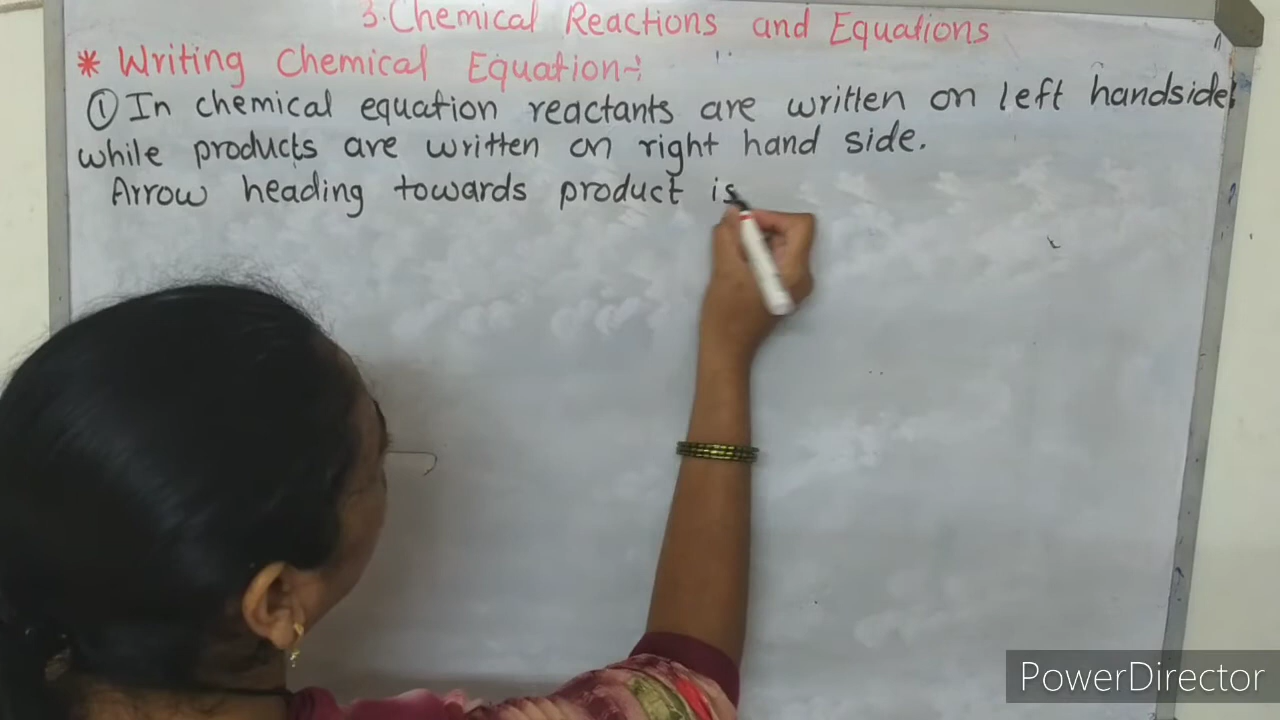 3. Chemical Reactions and Equations
* Writing Chemical Equation:
① In chemical equation reactants are written on left handside
while products are written on right hand side.
Arrow heading towards product is
PowerDirector